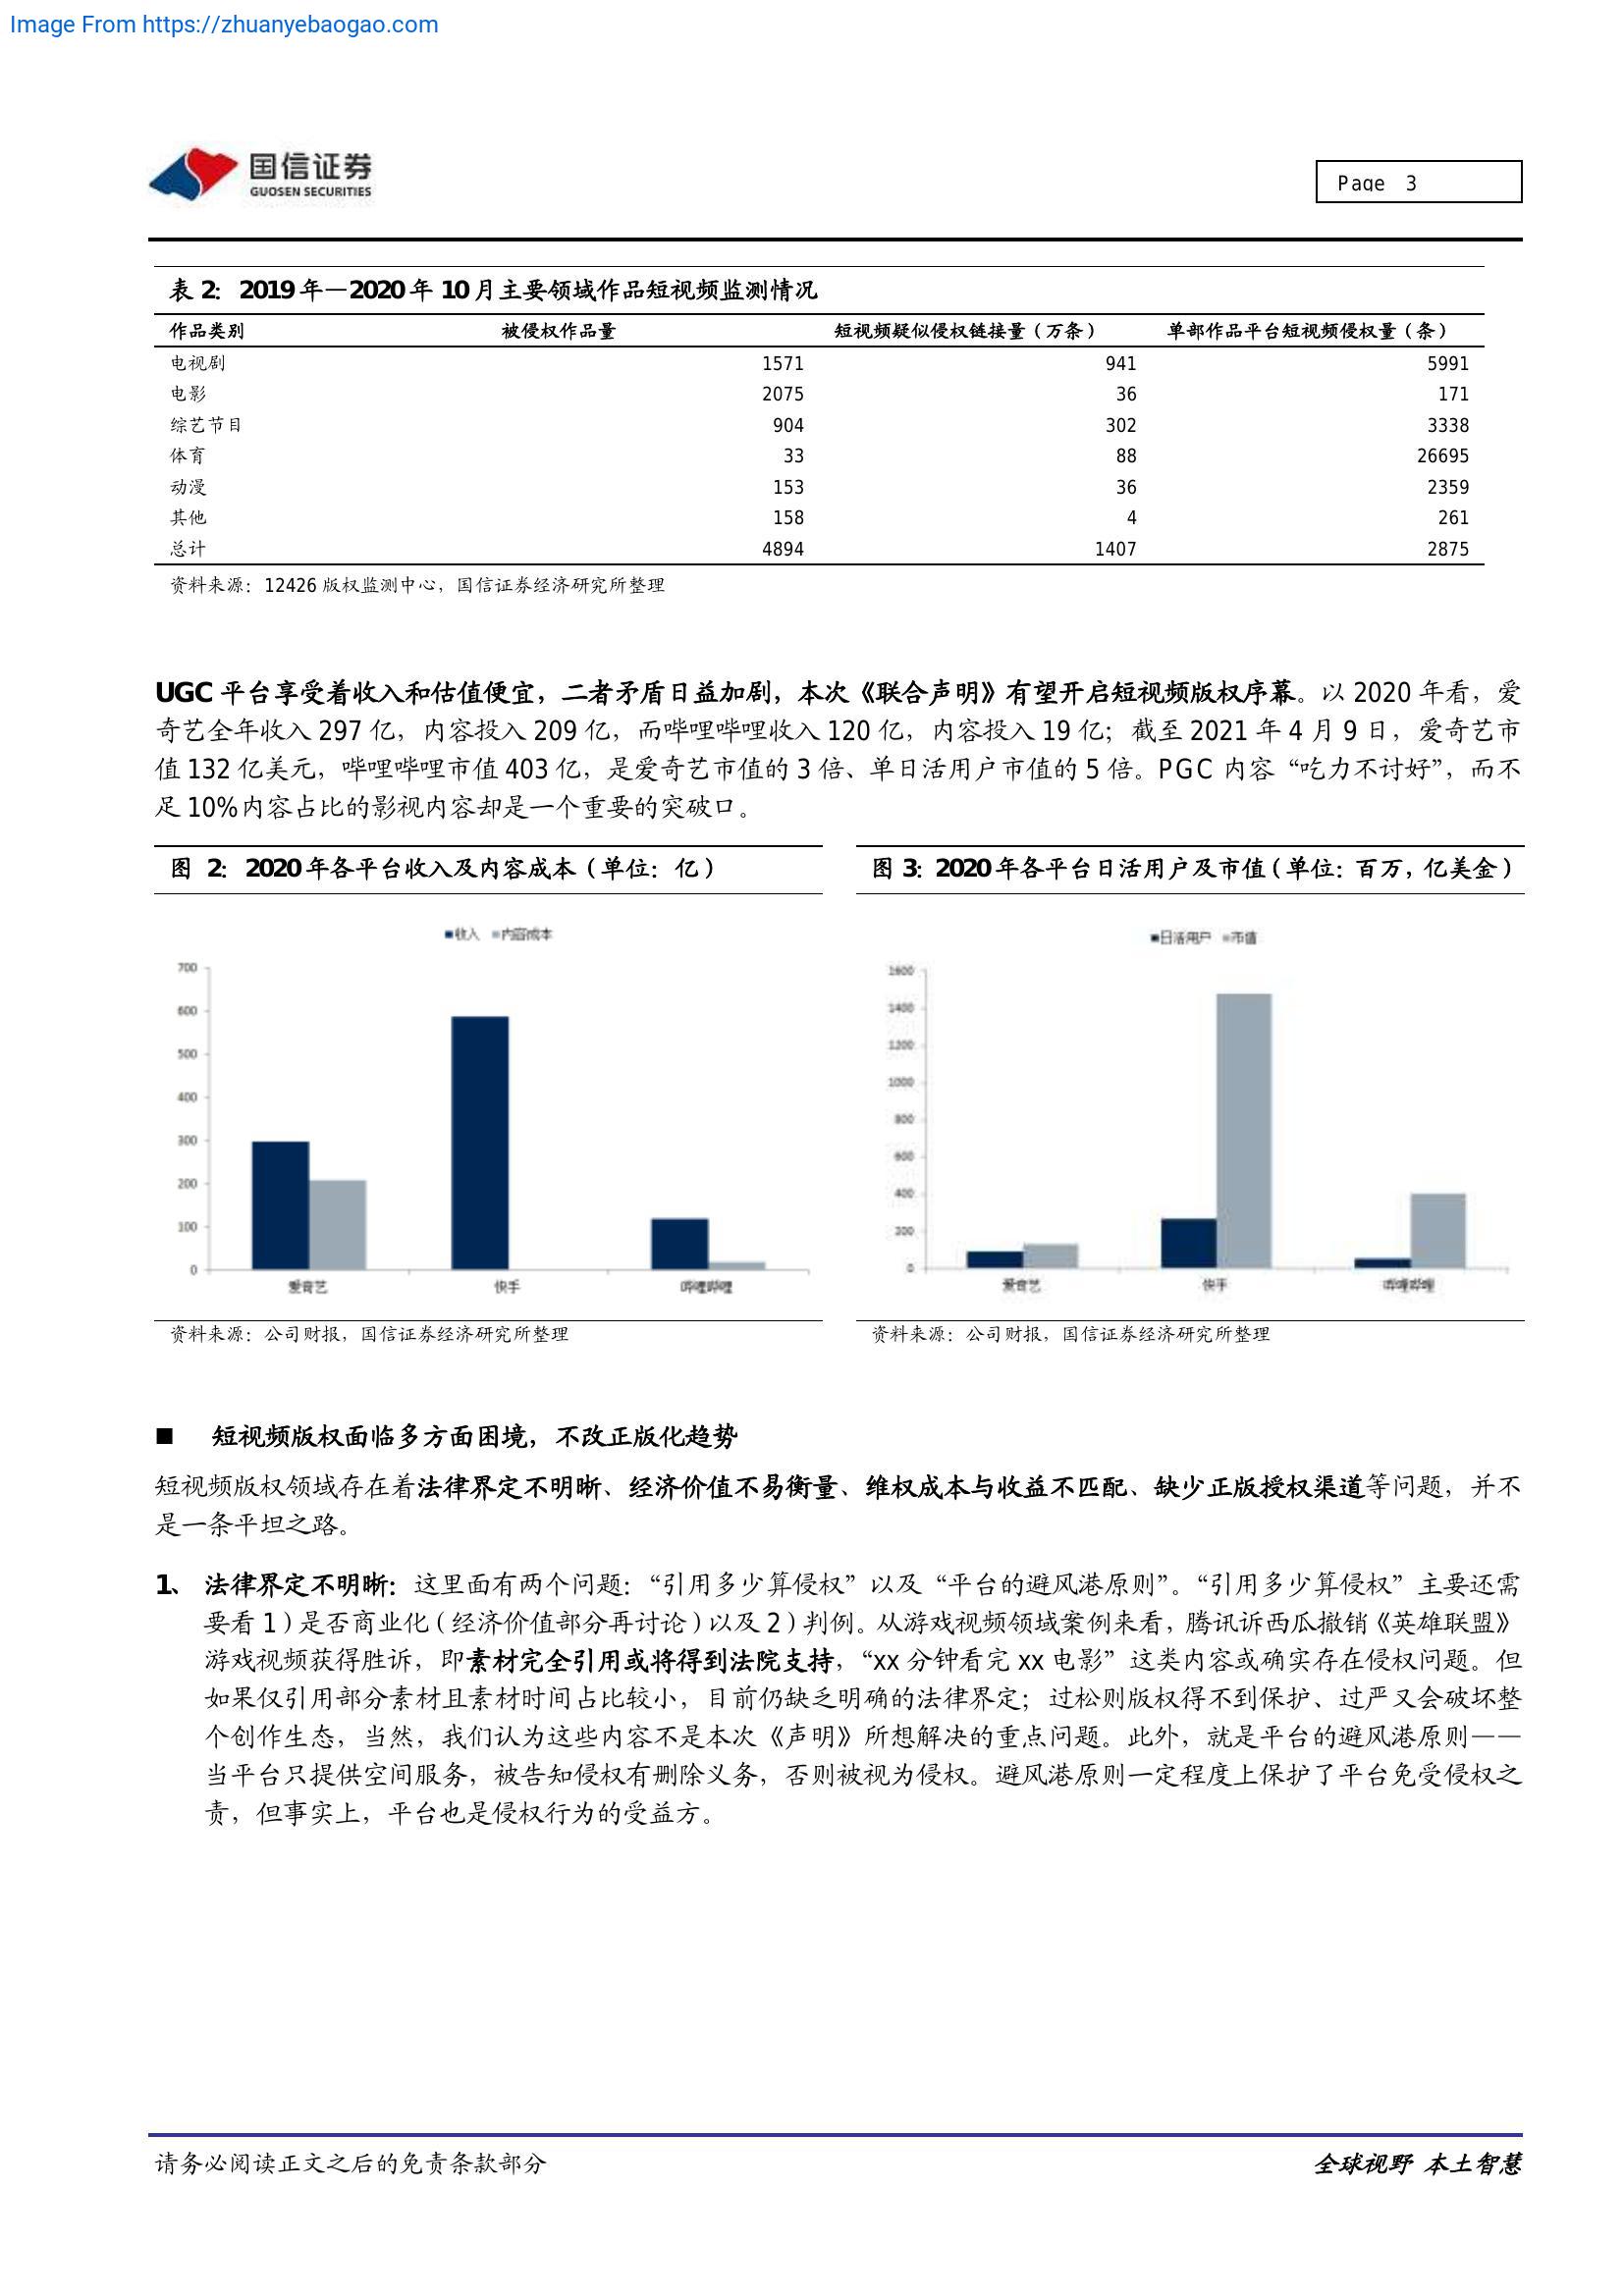 Image From https://zhuanyebaogao.com
国信证券
GUOSEN SECURITIES
Page 3
表 2：2019 年—2020 年 10 月主要领域作品短视频监测情况
作品类别 被侵权作品量 短视频疑似侵权链接量（万条） 单部作品平台短视频侵权量（条）
电视剧 1571 941 5991
电影 2075 36 171
综艺节目 904 302 3338
体育 33 88 26695
动漫 153 36 2359
其他 158 4 261
总计 4894 1407 2875
资料来源：12426 版权监测中心，国信证券经济研究所整理
UGC 平台享受着收入和估值便宜，二者矛盾日益加剧，本次《联合声明》有望开启短视频版权序幕。以 2020 年看，爱
奇艺全年收入 297 亿，内容投入 209 亿，而哔哩哔哩收入 120 亿，内容投入 19 亿；截至 2021 年 4 月 9 日，爱奇艺市
值 132 亿美元，哔哩哔哩市值 403 亿，是爱奇艺市值的 3 倍、单日活用户市值的 5 倍。PGC 内容“吃力不讨好”，而不
足 10%内容占比的影视内容却是一个重要的突破口。
图 2：2020 年各平台收入及内容成本（单位：亿）
收入 内容成本
700
600
500
400
300
200
100
0
爱奇艺 快手 哔哩哔哩
资料来源：公司财报，国信证券经济研究所整理
图 3：2020 年各平台日活用户及市值（单位：百万，亿美金）
日活用户 市值
1600
1400
1200
1000
800
600
400
200
0
爱奇艺 快手 哔哩哔哩
资料来源：公司财报，国信证券经济研究所整理
■ 短视频版权面临多方面困境，不改正版化趋势
短视频版权领域存在着法律界定不明晰、经济价值不易衡量、维权成本与收益不匹配、缺少正版授权渠道等问题，并不
是一条平坦之路。
1、 法律界定不明晰：这里面有两个问题：“引用多少算侵权”以及“平台的避风港原则”。“引用多少算侵权”主要还需
要看 1）是否商业化（经济价值部分再讨论）以及 2）判例。从游戏视频领域案例来看，腾讯诉西瓜撤销《英雄联盟》
游戏视频获得胜诉，即素材完全引用或将得到法院支持，“xx 分钟看完 xx 电影”这类内容或确实存在侵权问题。但
如果仅引用部分素材且素材时间占比较小，目前仍缺乏明确的法律界定；过松则版权得不到保护、过严又会破坏整
个创作生态，当然，我们认为这些内容不是本次《声明》所想解决的重点问题。此外，就是平台的避风港原则——
当平台只提供空间服务，被告知侵权有删除义务，否则被视为侵权。避风港原则一定程度上保护了平台免受侵权之
责，但事实上，平台也是侵权行为的受益方。
请务必阅读正文之后的免责条款部分
全球视野 本土智慧